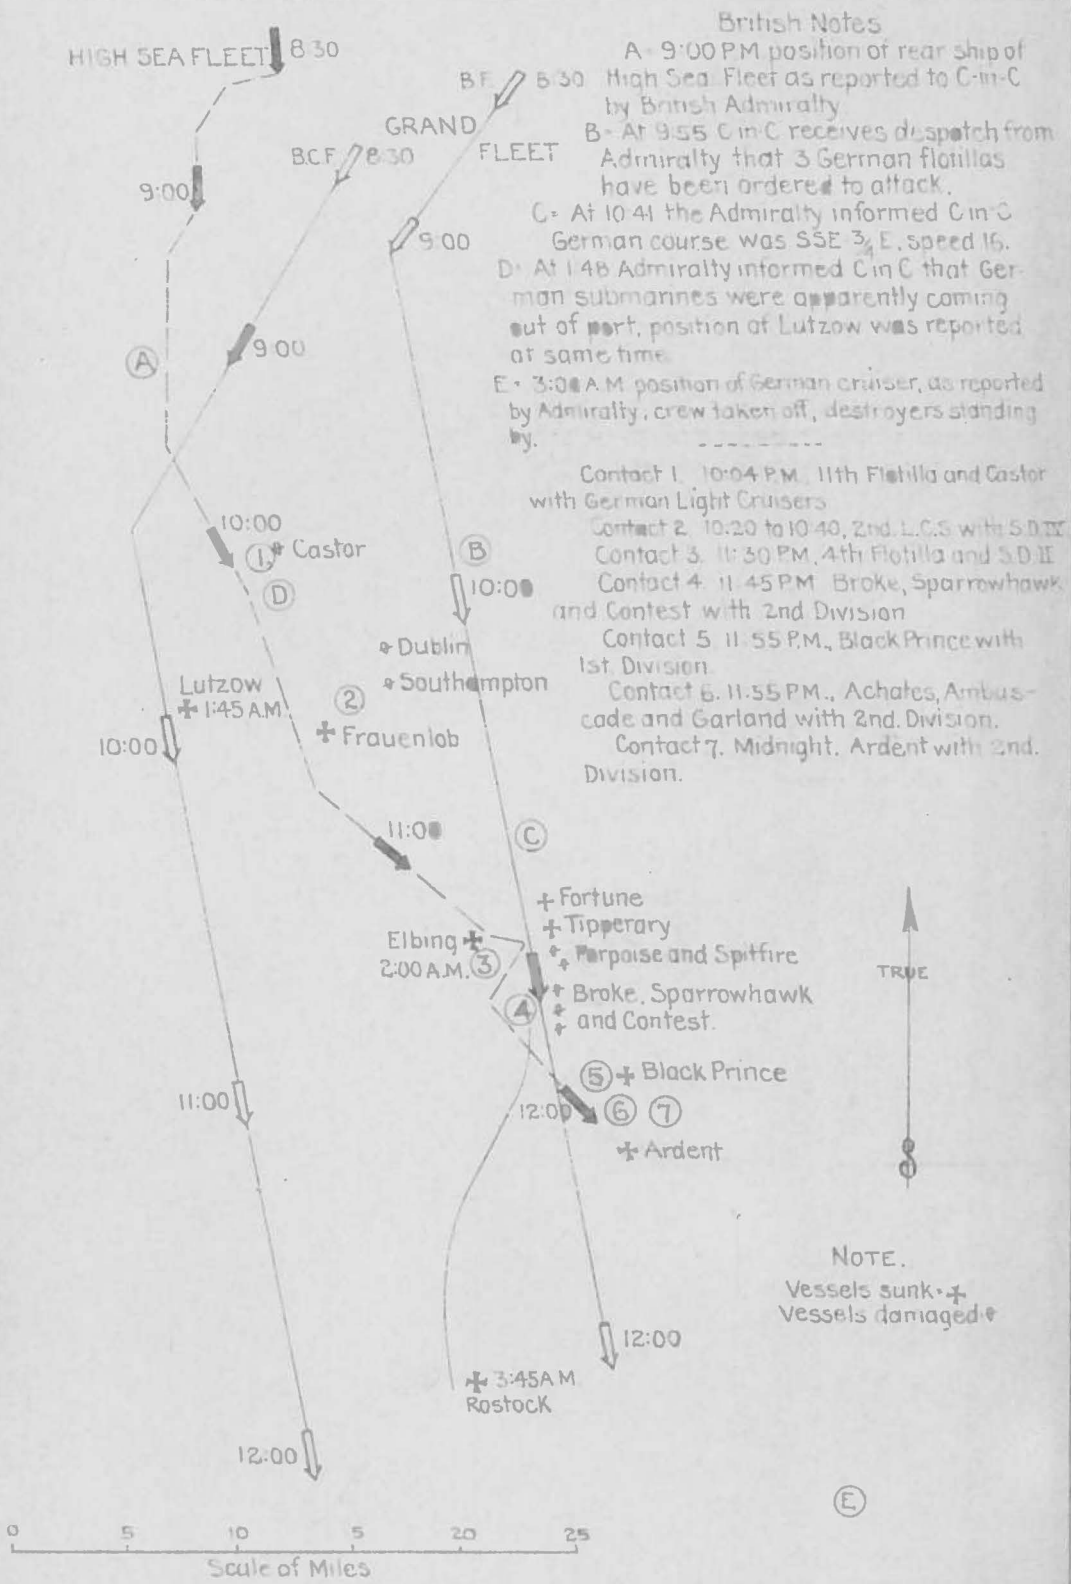 British Notes
A - 9:00 P.M. position of rear ship of
High Sea Fleet as reported to C-in-C
by British Admiralty
B - At 9:55 C in C receives despatch from
Admiralty that 3 German flotillas
have been ordered to attack.
C = At 10 41 the Admiralty informed C in C
German course was SSE 3/4 E, speed 16.
D - At 1 48 Admiralty informed C in C that Ger-
man submarines were apparently coming
out of port, position of Lutzow was reported
at same time
E - 3:00 A.M position of German cruiser, as reported
by Admiralty; crew taken off, destroyers standing
by.
Contact 1. 10:04 P.M. 11th Flotilla and Castor
with German Light Cruisers
Contact 2. 10:20 to 10:40, 2nd. L.C.S with S.D.IV
Contact 3. 11:30 PM, 4th Flotilla and S.D.II
Contact 4. 11.45 PM Broke, Sparrowhawk
and Contest with 2nd Division
Contact 5 11 55 P.M., Black Prince with
1st. Division
Contact 6. 11.55 PM., Achates, Ambus-
cade and Garland with 2nd. Division.
Contact 7. Midnight. Ardent with 2nd.
Division.
HIGH SEA FLEET 8 30
B.F. 8 30
GRAND
FLEET
B.C.F. 8 30
9:00
9:00
9:00
A
10:00
1. Castor
D
B
10:00
Dublin
Southampton
Lutzow
1:45 A.M
2
Frauenlob
10:00
11:00
C
Fortune
Tipperary
Porpoise and Spitfire
Elbing
2:00 A.M. 3
Broke, Sparrowhawk
and Contest.
4
5 Black Prince
11:00
12:00 6 7
Ardent
TRUE
NOTE.
Vessels sunk -
Vessels damaged
12:00
3:45 A M
Rostock
12:00
E
0 5 10 5 20 25
Scale of Miles